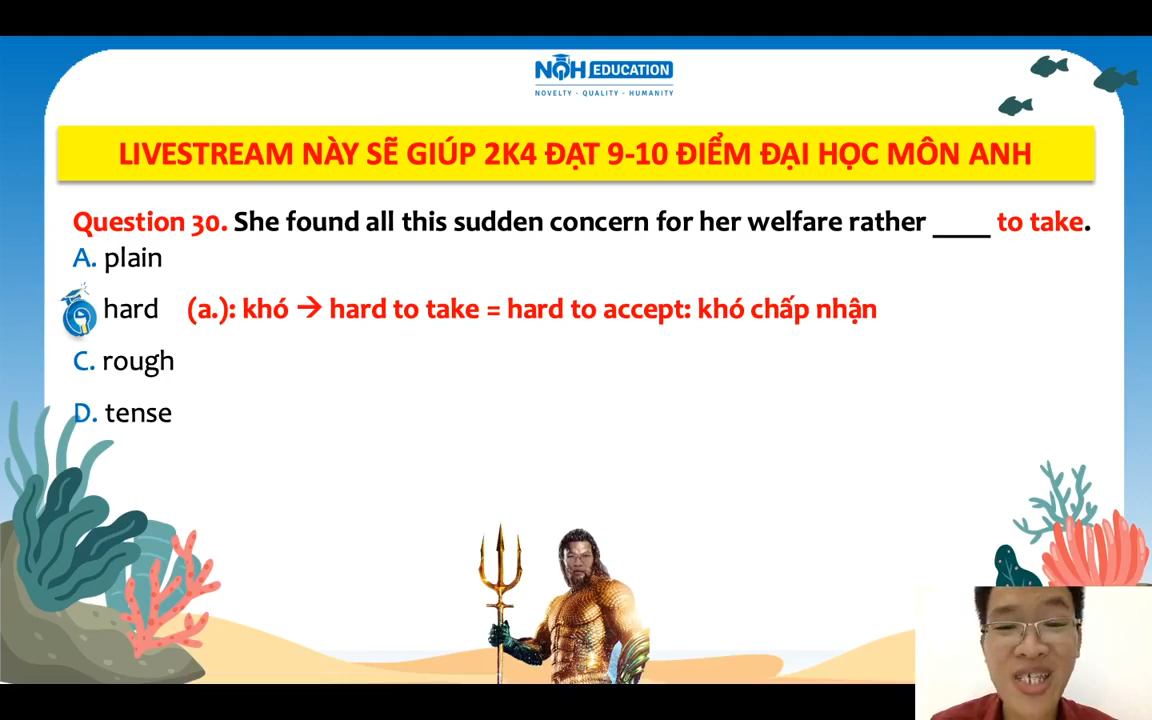 NQH EDUCATION
NOVELTY - QUALITY - HUMANITY
LIVESTREAM NÀY SẼ GIÚP 2K4 ĐẠT 9-10 ĐIỂM ĐẠI HỌC MÔN ANH
Question 30. She found all this sudden concern for her welfare rather ____ to take.
A. plain
hard (a.): khó → hard to take = hard to accept: khó chấp nhận
C. rough
D. tense